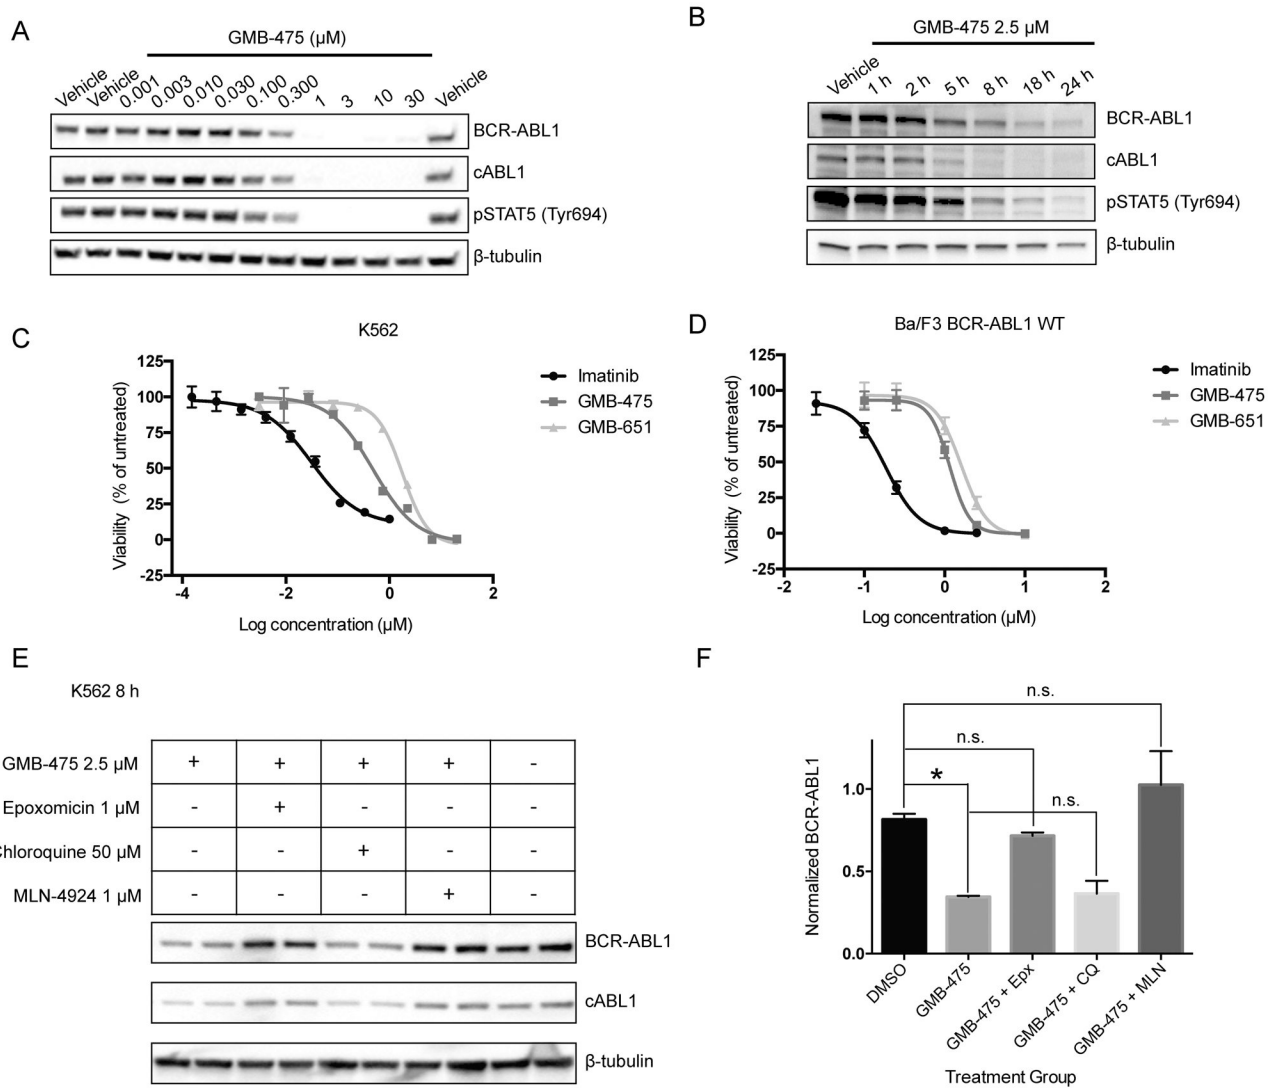 A
GMB-475 (µM)
Vehicle Vehicle 0.001 0.003 0.010 0.030 0.100 0.300 1 3 10 30 Vehicle
BCR-ABL1
cABL1
pSTAT5 (Tyr694)
β-tubulin
B
GMB-475 2.5 µM
Vehicle 1 h 2 h 5 h 8 h 18 h 24 h
BCR-ABL1
cABL1
pSTAT5 (Tyr694)
β-tubulin
C
K562
Viability (% of untreated)
125
100
75
50
25
0
-25
-4 -2 0 2
Log concentration (µM)
Imatinib
GMB-475
GMB-651
D
Ba/F3 BCR-ABL1 WT
Viability (% of untreated)
125
100
75
50
25
0
-25
-2 -1 0 1 2
Log concentration (µM)
Imatinib
GMB-475
GMB-651
E
K562 8 h
GMB-475 2.5 µM + + + + -
Epoxomicin 1 µM - + - - -
hloroquine 50 µM - - + - -
MLN-4924 1 µM - - - + -
BCR-ABL1
cABL1
β-tubulin
F
n.s.
n.s.
*
n.s.
Normalized BCR-ABL1
1.0
0.5
0.0
DMSO
GMB-475
GMB-475 + Epx
GMB-475 + CQ
GMB-475 + MLN
Treatment Group